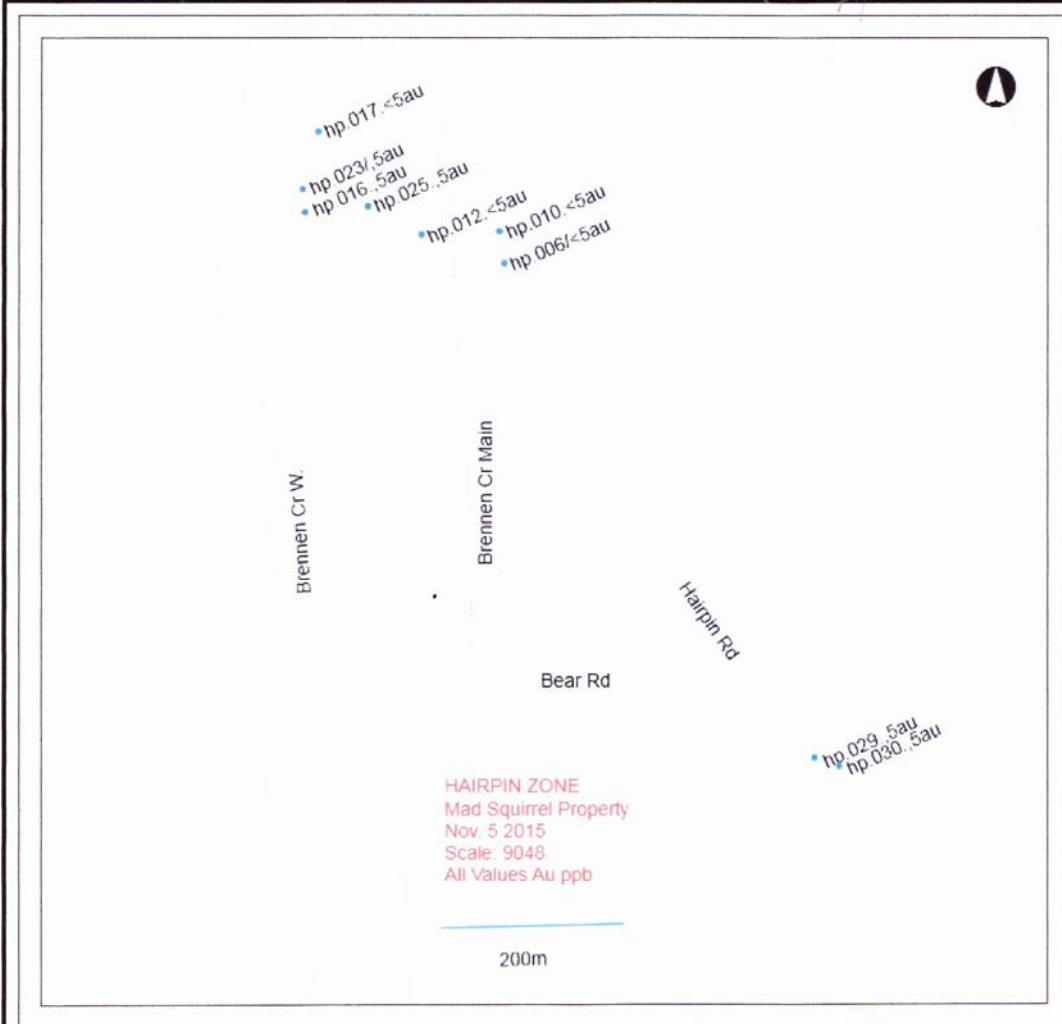 hp.017.<5au
hp 023/,5au
hp 016.,5au
hp.025.,5au
hp.012.<5au
hp.010.<5au
hp 006/<5au
Brennen Cr W.
Brennen Cr Main
Hairpin Rd
Bear Rd
hp.029.,5au
hp.030.,5au
HAIRPIN ZONE
Mad Squirrel Property
Nov. 5 2015
Scale: 9048
All Values Au ppb
200m